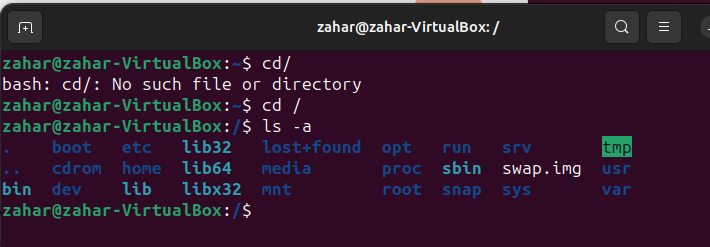 zahar@zahar-VirtualBox: /
zahar@zahar-VirtualBox:~$ cd/
bash: cd/: No such file or directory
zahar@zahar-VirtualBox:~$ cd /
zahar@zahar-VirtualBox:/$ ls -a
.    boot   etc   lib32   lost+found  opt   run   srv       tmp
..   cdrom  home  lib64   media       proc  sbin  swap.img  usr
bin  dev    lib   libx32  mnt         root  snap  sys       var
zahar@zahar-VirtualBox:/$